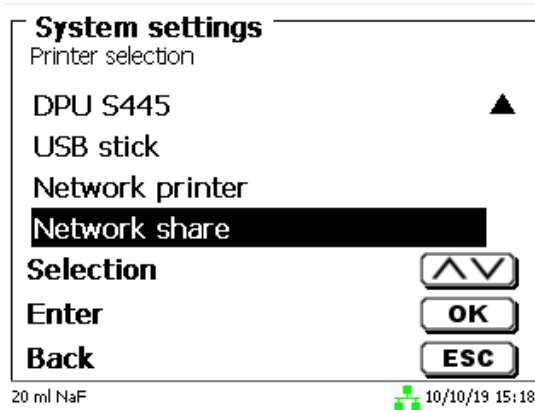 System settings
Printer selection
DPU S445
USB stick
Network printer
Network share
Selection
Enter OK
Back ESC
20 ml NaF 10/10/19 15:18